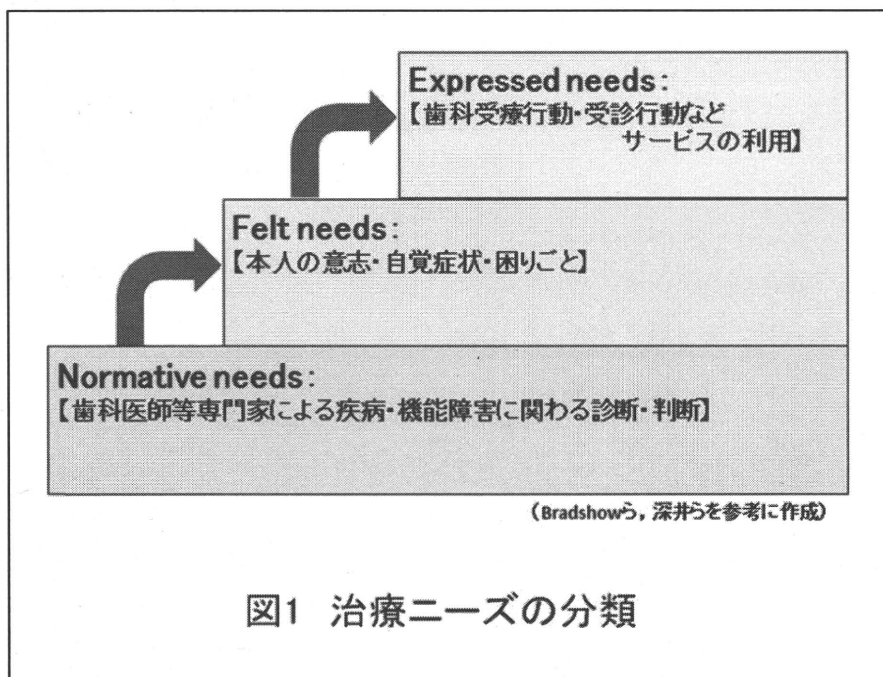 Expressed needs:
【歯科受療行動・受診行動など
サービスの利用】
Felt needs:
【本人の意志・自覚症状・困りごと】
Normative needs:
【歯科医師等専門家による疾病・機能障害に関わる診断・判断】
(Bradshowら, 深井らを参考に作成)
図1 治療ニーズの分類